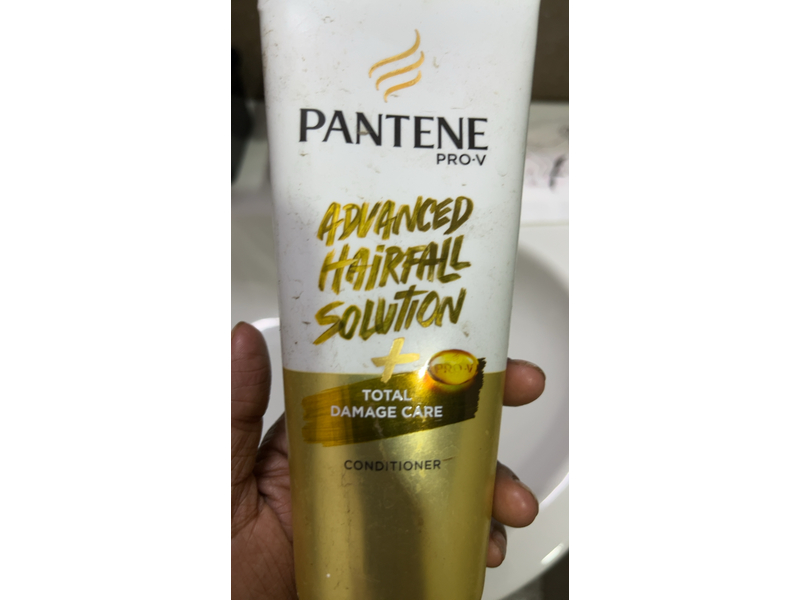 PANTENE
PRO-V
ADVANCED
HAIRFALL
SOLUTION
+
PRO-V
TOTAL
DAMAGE CARE
CONDITIONER